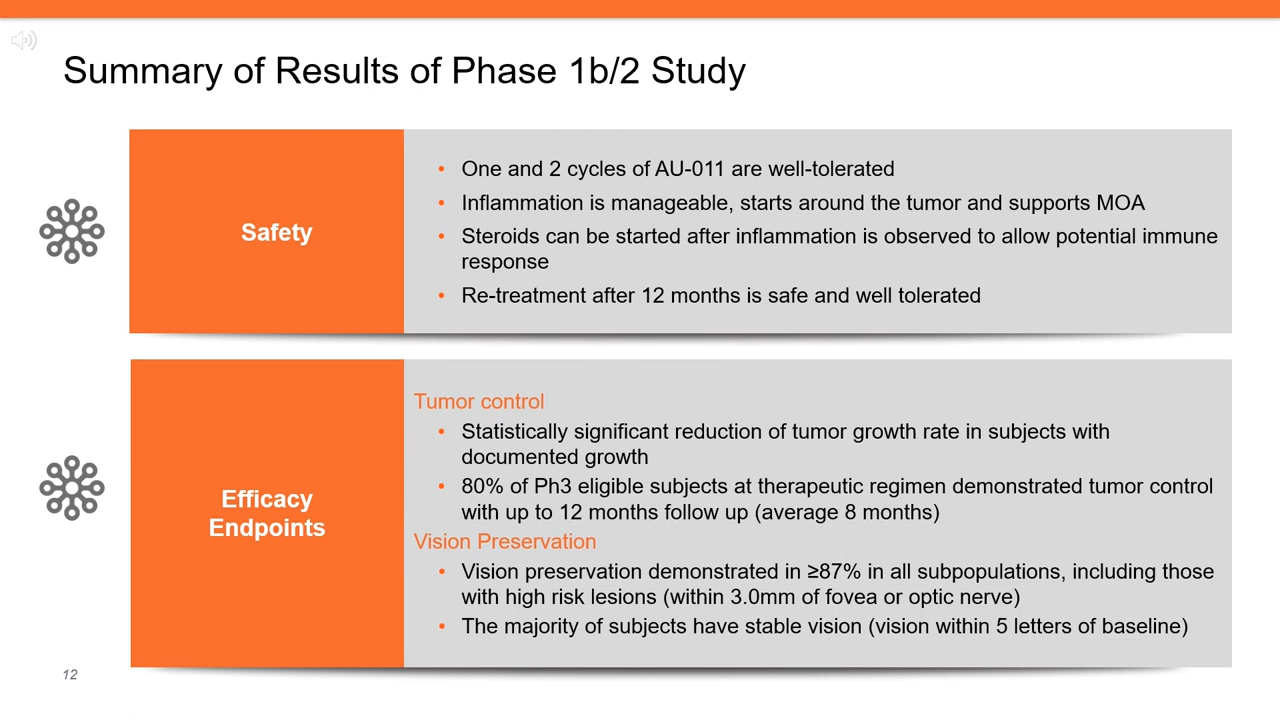 Summary of Results of Phase 1b/2 Study
Safety
• One and 2 cycles of AU-011 are well-tolerated
• Inflammation is manageable, starts around the tumor and supports MOA
• Steroids can be started after inflammation is observed to allow potential immune
response
• Re-treatment after 12 months is safe and well tolerated
Efficacy
Endpoints
Tumor control
• Statistically significant reduction of tumor growth rate in subjects with
documented growth
• 80% of Ph3 eligible subjects at therapeutic regimen demonstrated tumor control
with up to 12 months follow up (average 8 months)
Vision Preservation
• Vision preservation demonstrated in ≥87% in all subpopulations, including those
with high risk lesions (within 3.0mm of fovea or optic nerve)
• The majority of subjects have stable vision (vision within 5 letters of baseline)
12